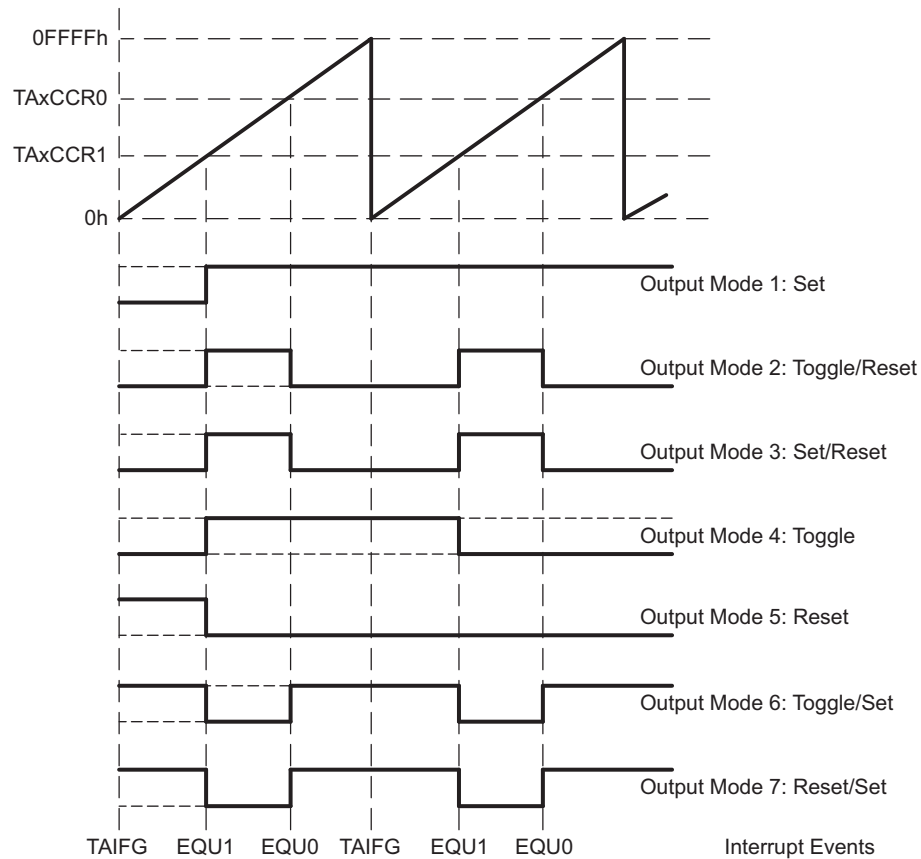 0FFFFh
TAxCCR0
TAxCCR1
0h
Output Mode 1: Set
Output Mode 2: Toggle/Reset
Output Mode 3: Set/Reset
Output Mode 4: Toggle
Output Mode 5: Reset
Output Mode 6: Toggle/Set
Output Mode 7: Reset/Set
TAIFG EQU1 EQU0 TAIFG EQU1 EQU0 Interrupt Events